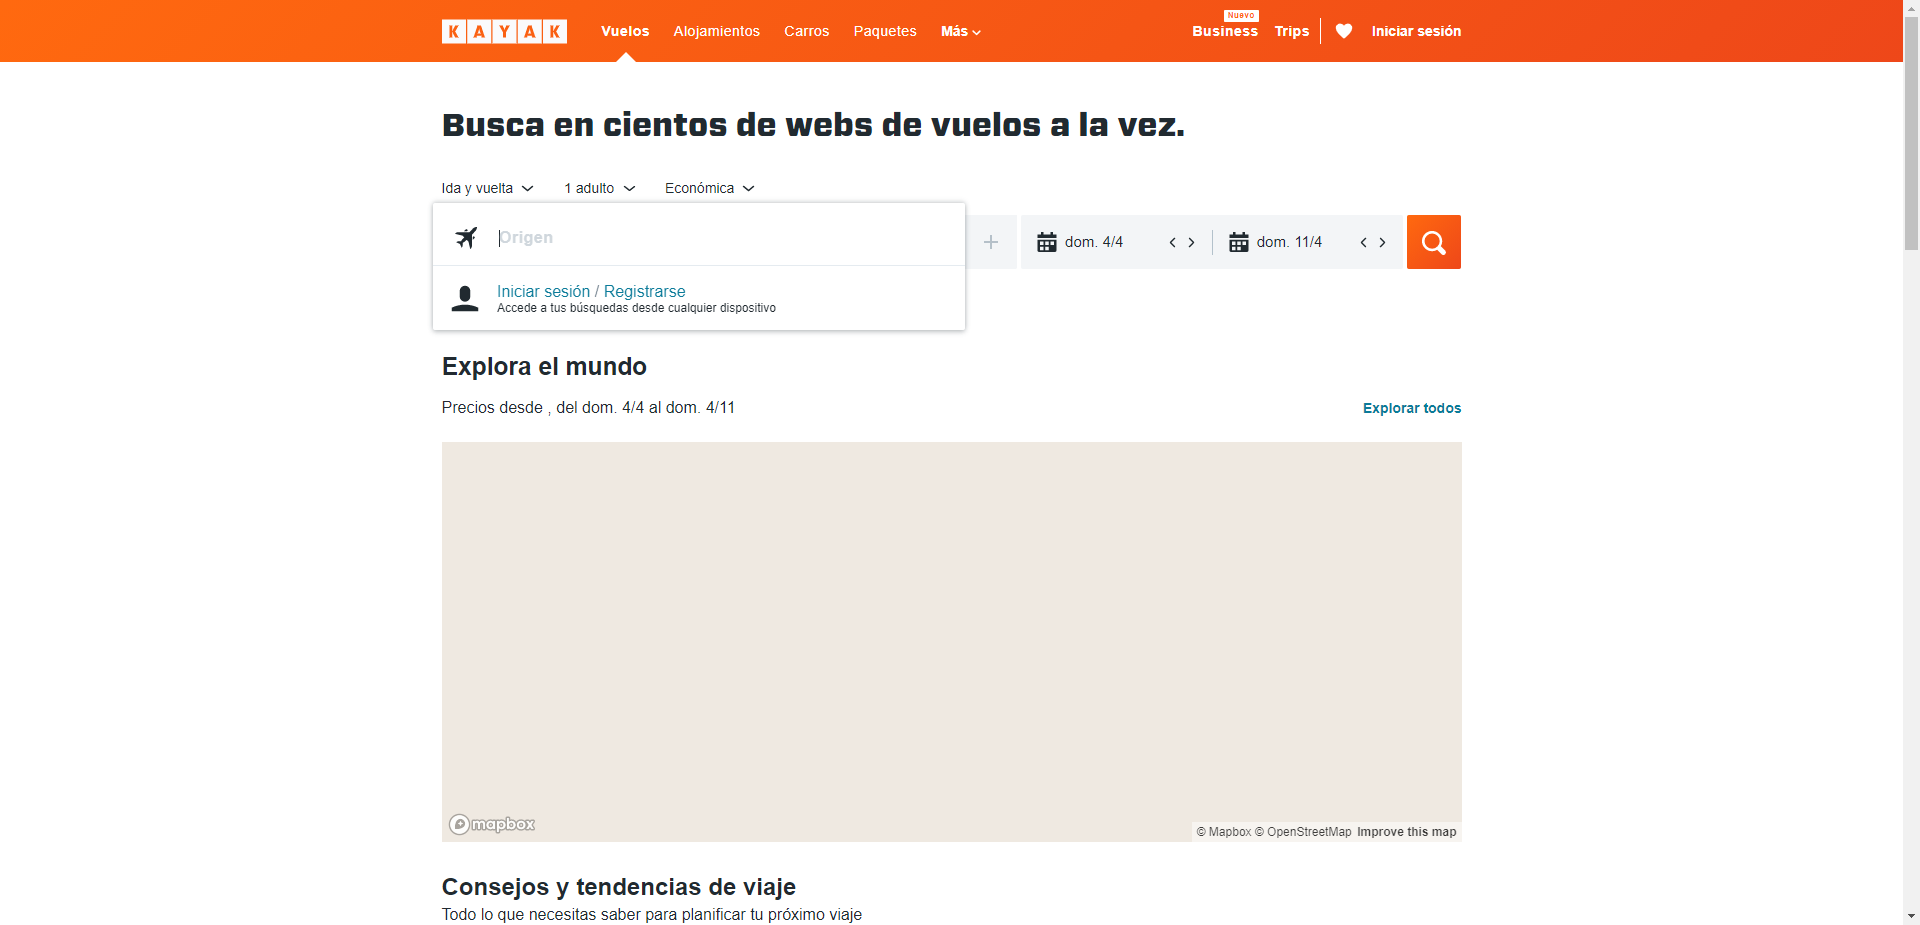 KAYAK Vuelos Alojamientos Carros Paquetes Más Nuevo Business Trips Iniciar sesión
Busca en cientos de webs de vuelos a la vez.
Ida y vuelta 1 adulto Económica
Origen dom. 4/4 dom. 11/4
Iniciar sesión / Registrarse
Accede a tus búsquedas desde cualquier dispositivo
Explora el mundo
Precios desde , del dom. 4/4 al dom. 4/11 Explorar todos
mapbox © Mapbox © OpenStreetMap Improve this map
Consejos y tendencias de viaje
Todo lo que necesitas saber para planificar tu próximo viaje